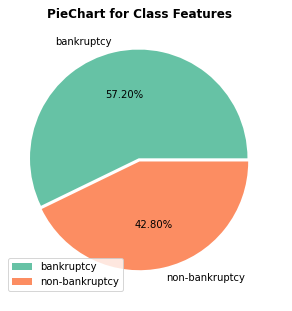 PieChart for Class Features
bankruptcy
57.20%
42.80%
bankruptcy
non-bankruptcy
non-bankruptcy